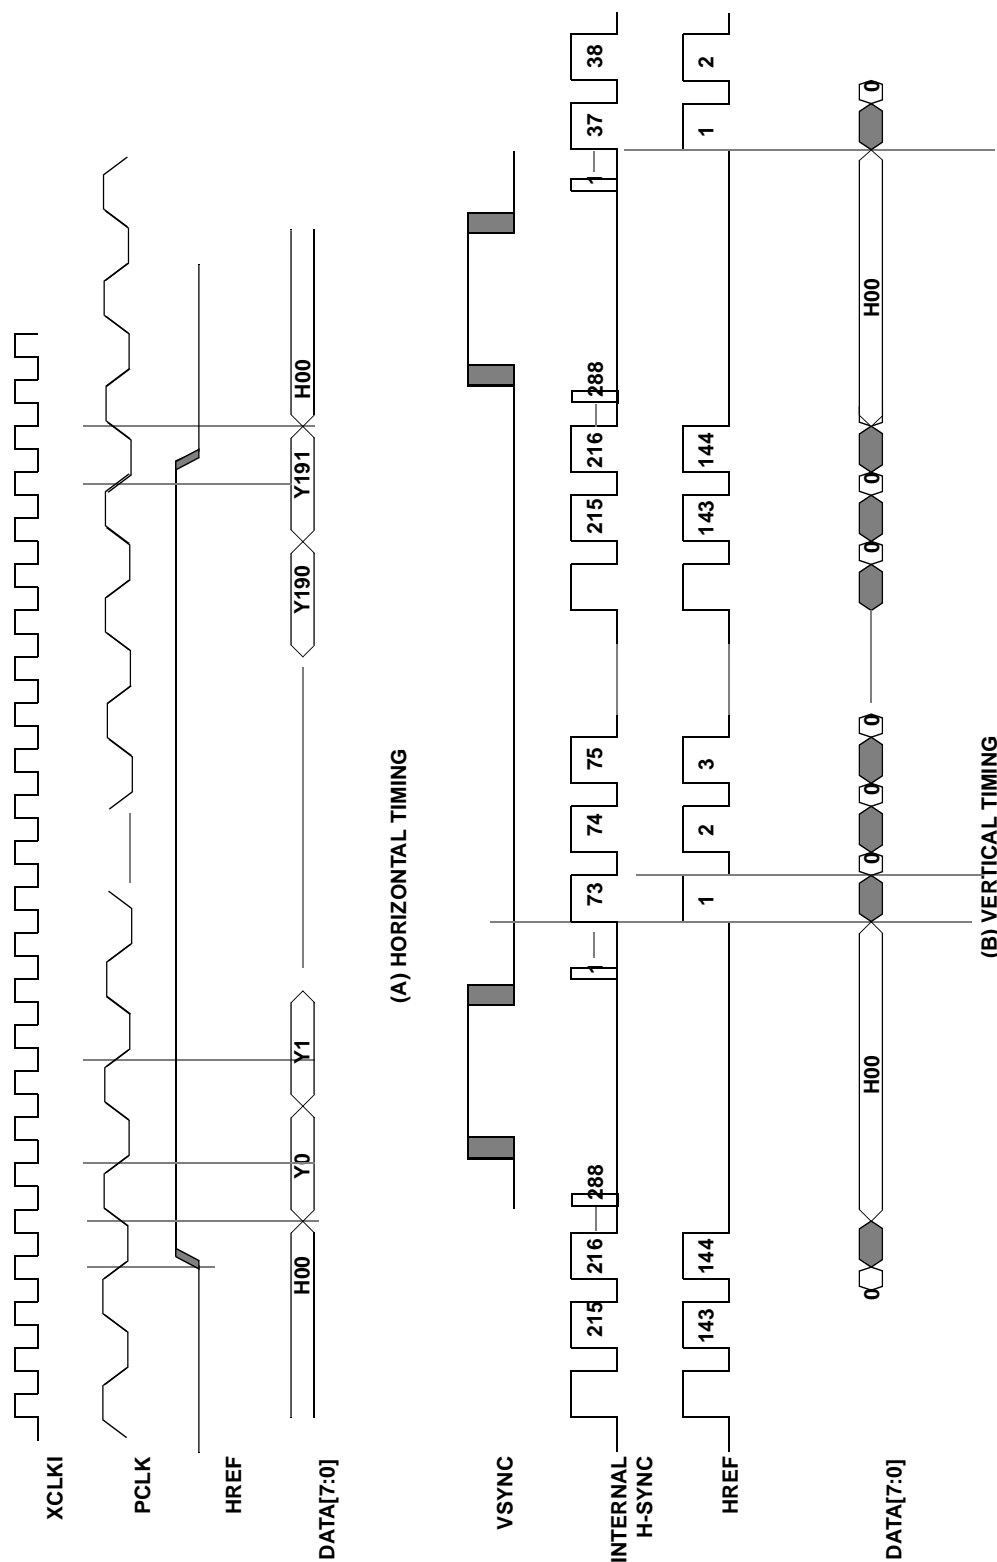 XCLKI
PCLK
HREF
H00 Y0 Y1 Y190 Y191 H00
DATA[7:0]
(A) HORIZONTAL TIMING
VSYNC
215 216 288 1 73 74 75 215 216 288 1 37 38
INTERNAL
H-SYNC
143 144 1 2 3 143 144 1 2
HREF
0 H00 0 0 0 0 0 H00 0
DATA[7:0]
(B) VERTICAL TIMING